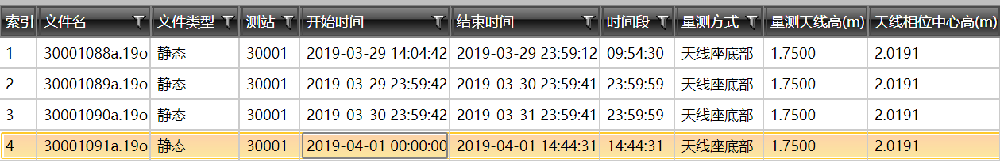 索引 文件名 文件类型 测站 开始时间 结束时间 时间段 量测方式 量测天线高(m) 天线相位中心高(m)
1 30001088a.19o 静态 30001 2019-03-29 14:04:42 2019-03-29 23:59:12 09:54:30 天线座底部 1.7500 2.0191
2 30001089a.19o 静态 30001 2019-03-29 23:59:42 2019-03-30 23:59:41 23:59:59 天线座底部 1.7500 2.0191
3 30001090a.19o 静态 30001 2019-03-30 23:59:42 2019-03-31 23:59:41 23:59:59 天线座底部 1.7500 2.0191
4 30001091a.19o 静态 30001 2019-04-01 00:00:00 2019-04-01 14:44:31 14:44:31 天线座底部 1.7500 2.0191